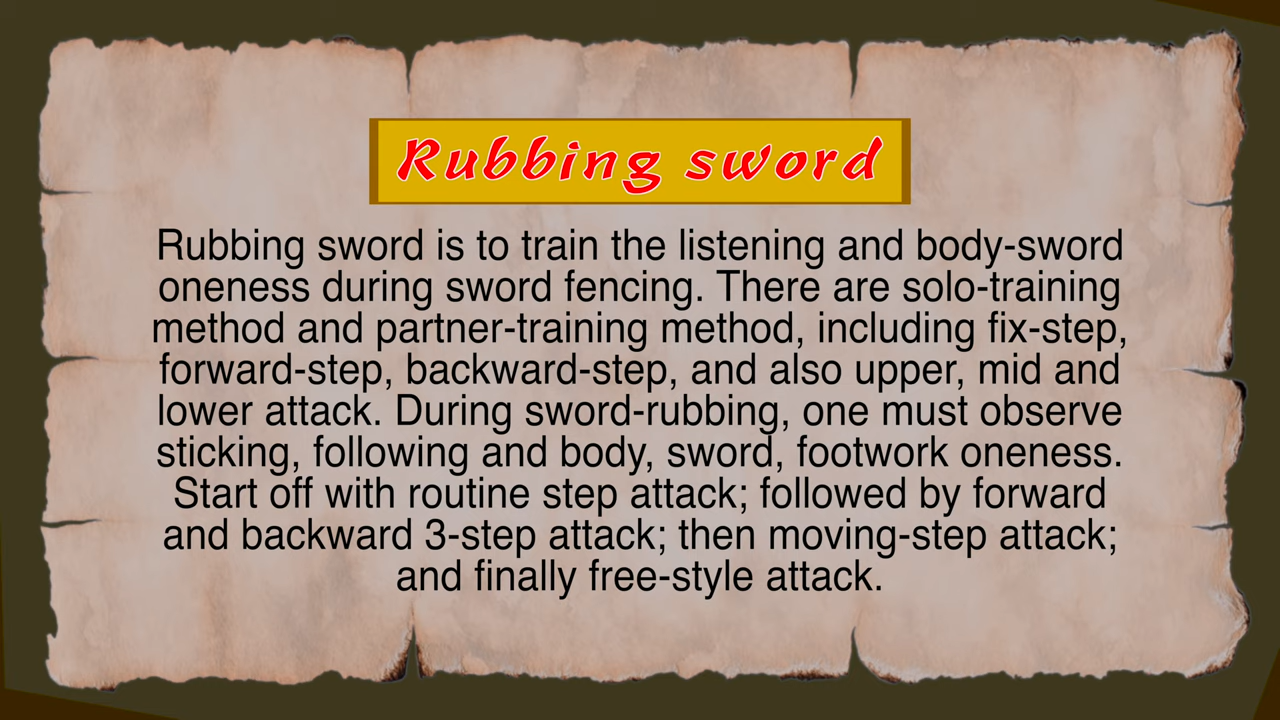 Rubbing sword
Rubbing sword is to train the listening and body-sword
oneness during sword fencing. There are solo-training
method and partner-training method, including fix-step,
forward-step, backward-step, and also upper, mid and
lower attack. During sword-rubbing, one must observe
sticking, following and body, sword, footwork oneness.
Start off with routine step attack; followed by forward
and backward 3-step attack; then moving-step attack;
and finally free-style attack.